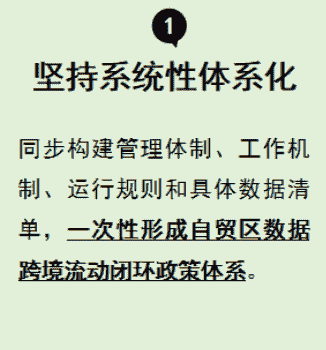 1
坚持系统性体系化
同步构建管理体制、工作机
制、运行规则和具体数据清
单，一次性形成自贸区数据
跨境流动闭环政策体系。